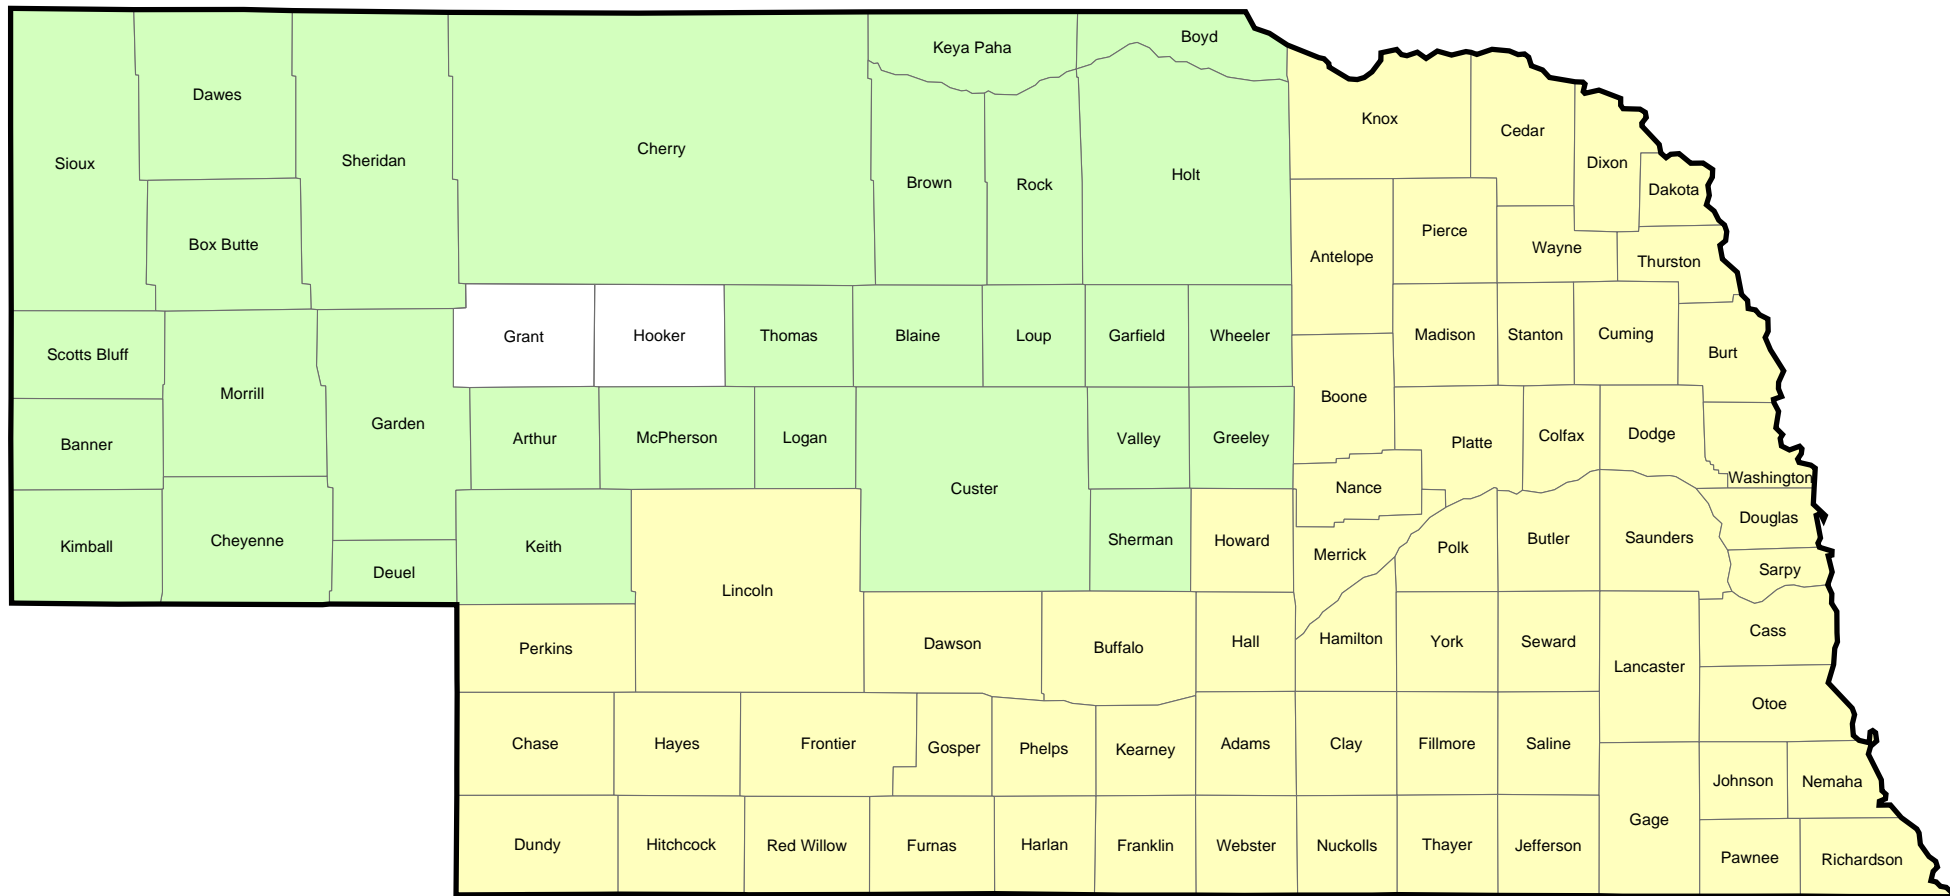 Boyd
Keya Paha
Dawes
Knox
Cedar
Cherry
Sheridan
Sioux
Dixon
Holt
Brown
Rock
Dakota
Box Butte
Pierce
Wayne
Antelope
Thurston
Grant
Hooker
Thomas
Blaine
Loup
Garfield
Wheeler
Madison
Stanton
Cuming
Scotts Bluff
Burt
Morrill
Boone
Garden
Banner
Arthur
McPherson
Logan
Valley
Greeley
Platte
Colfax
Dodge
Custer
Nance
Washington
Douglas
Kimball
Cheyenne
Keith
Sherman
Howard
Merrick
Polk
Butler
Saunders
Deuel
Sarpy
Lincoln
Cass
Perkins
Dawson
Buffalo
Hall
Hamilton
York
Seward
Lancaster
Otoe
Chase
Hayes
Frontier
Gosper
Phelps
Kearney
Adams
Clay
Fillmore
Saline
Johnson
Nemaha
Gage
Dundy
Hitchcock
Red Willow
Furnas
Harlan
Franklin
Webster
Nuckolls
Thayer
Jefferson
Pawnee
Richardson